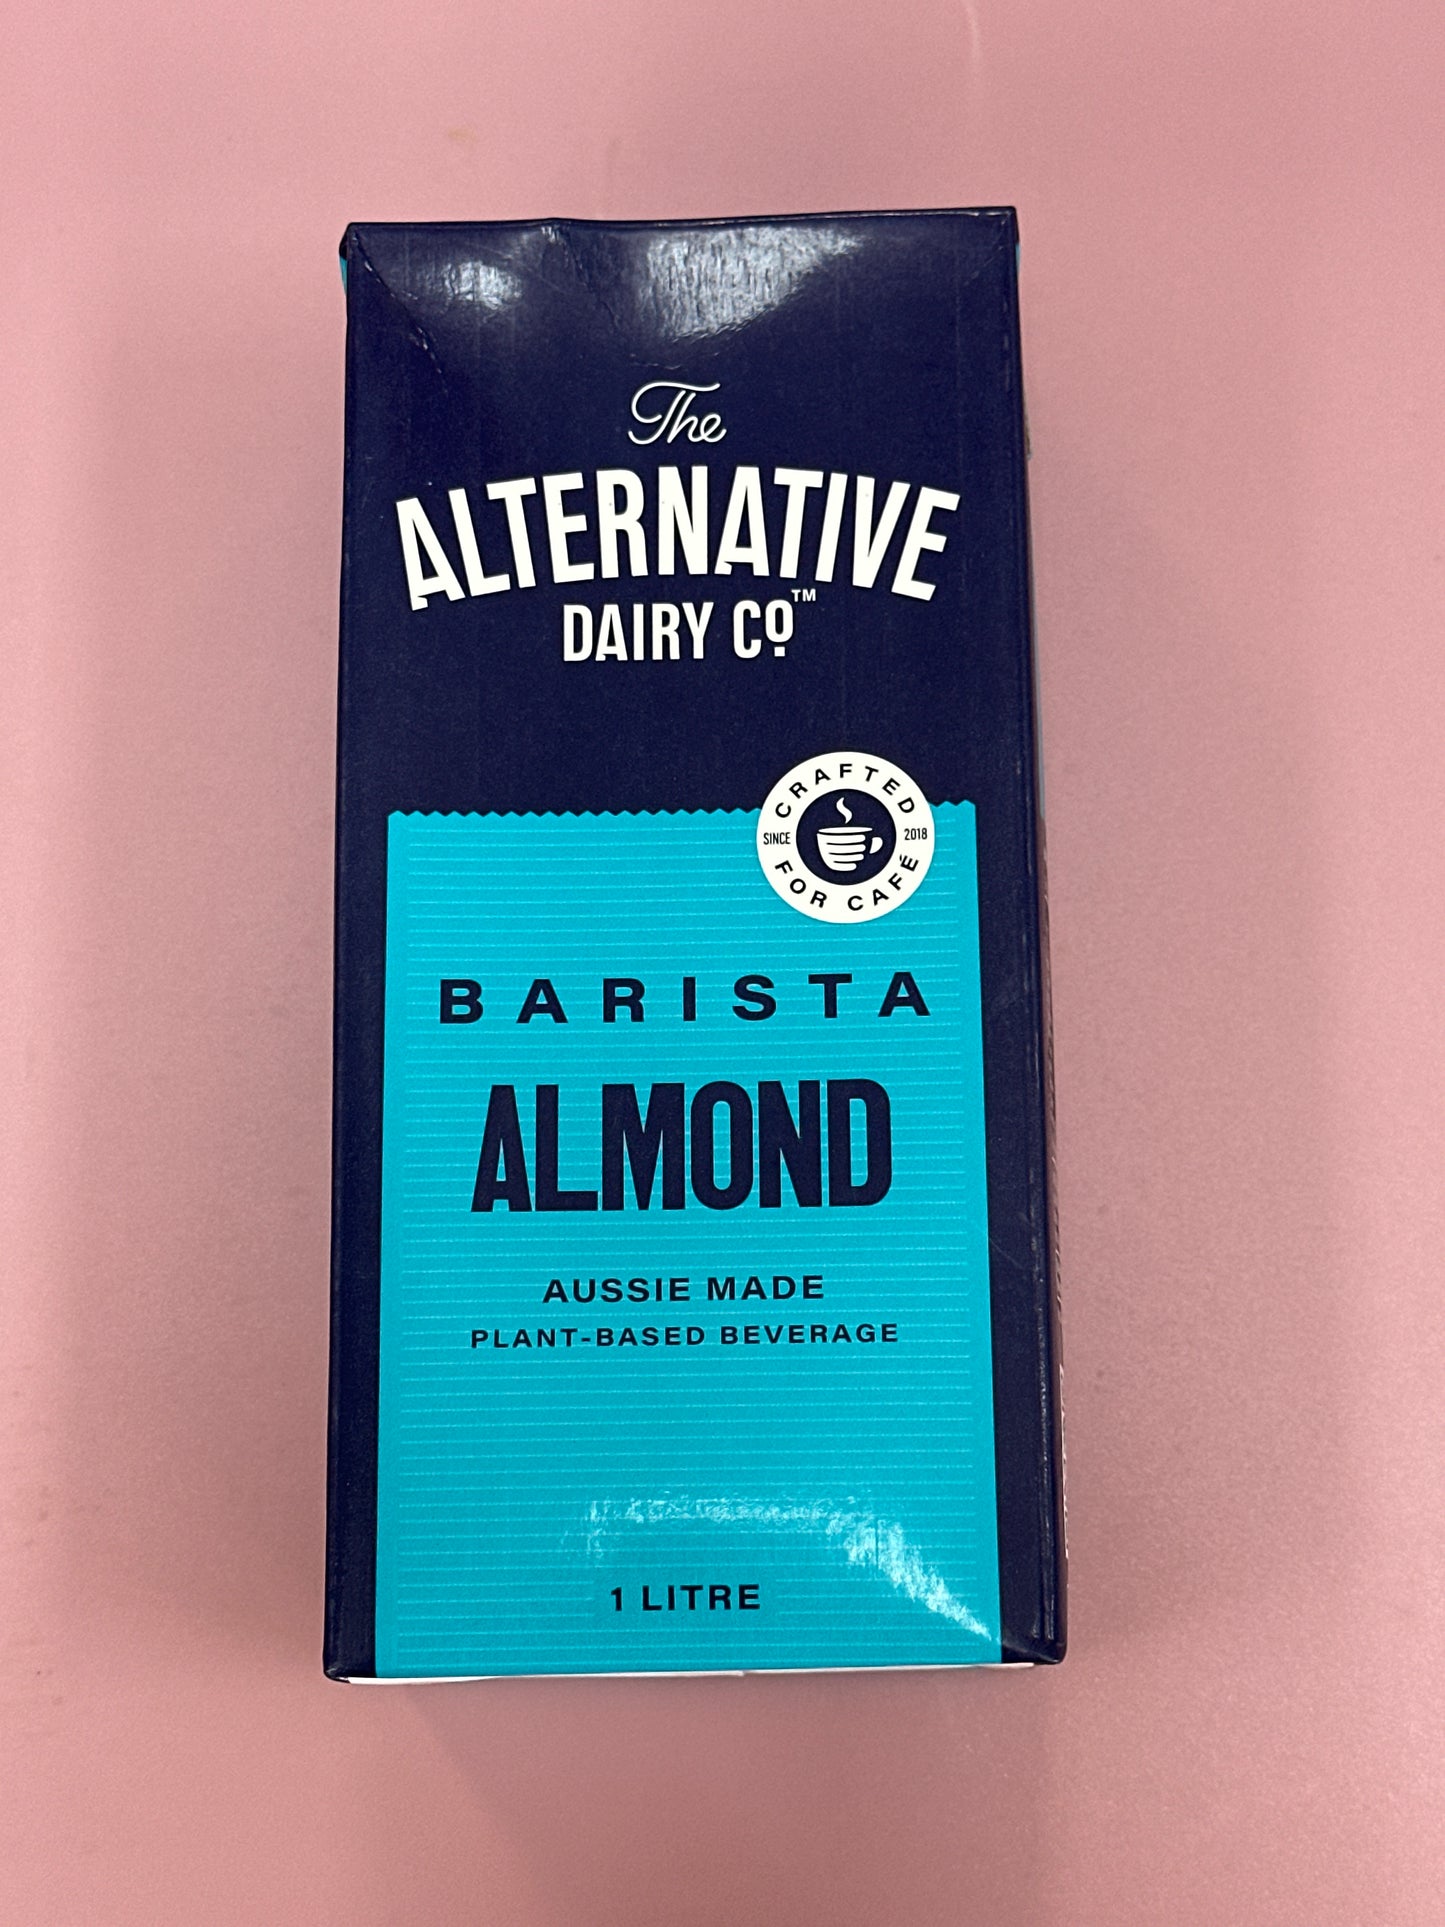 The
ALTERNATIVE
DAIRY Co.™
CRAFTED
SINCE 2018
FOR CAFÉ
BARISTA
ALMOND
AUSSIE MADE
PLANT-BASED BEVERAGE
1 LITRE